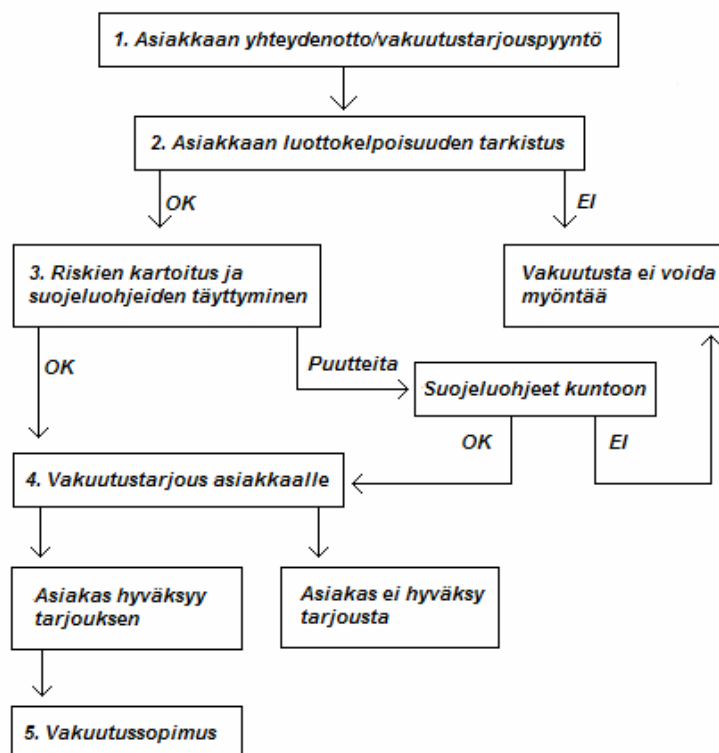 1. Asiakkaan yhteydenotto/vakuutustarjouspyyntö
2. Asiakkaan luottokelpoisuuden tarkistus
OK
EI
3. Riskien kartoitus ja
suojeluohjeiden täyttyminen
Vakuutusta ei voida
myöntää
OK
Puutteita
Suojeluohjeet kuntoon
OK
EI
4. Vakuutustarjous asiakkaalle
Asiakas hyväksyy
tarjouksen
Asiakas ei hyväksy
tarjousta
5. Vakuutussopimus